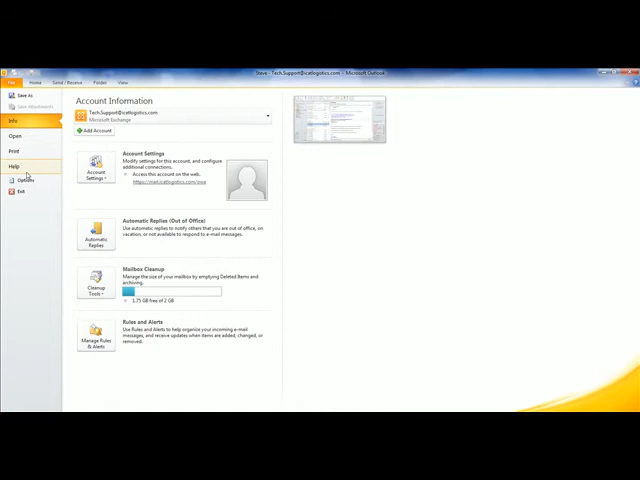 Steve - Tech.Support@icatlogistics.com - Microsoft Outlook
File Home Send / Receive Folder View
Save As
Save Attachments
Info
Open
Print
Help
Options
Exit
Account Information
Tech.Support@icatlogistics.com
Microsoft Exchange
Add Account
Account Settings
Account Settings
Modify settings for this account, and configure additional connections.
Access this account on the web.
https://mail.icatlogistics.com/owa
Automatic Replies
Automatic Replies (Out of Office)
Use automatic replies to notify others that you are out of office, on vacation, or not available to respond to e-mail messages.
Cleanup Tools
Mailbox Cleanup
Manage the size of your mailbox by emptying Deleted Items and archiving.
1.75 GB free of 2 GB
Manage Rules & Alerts
Rules and Alerts
Use Rules and Alerts to help organize your incoming e-mail messages, and receive updates when items are added, changed, or removed.